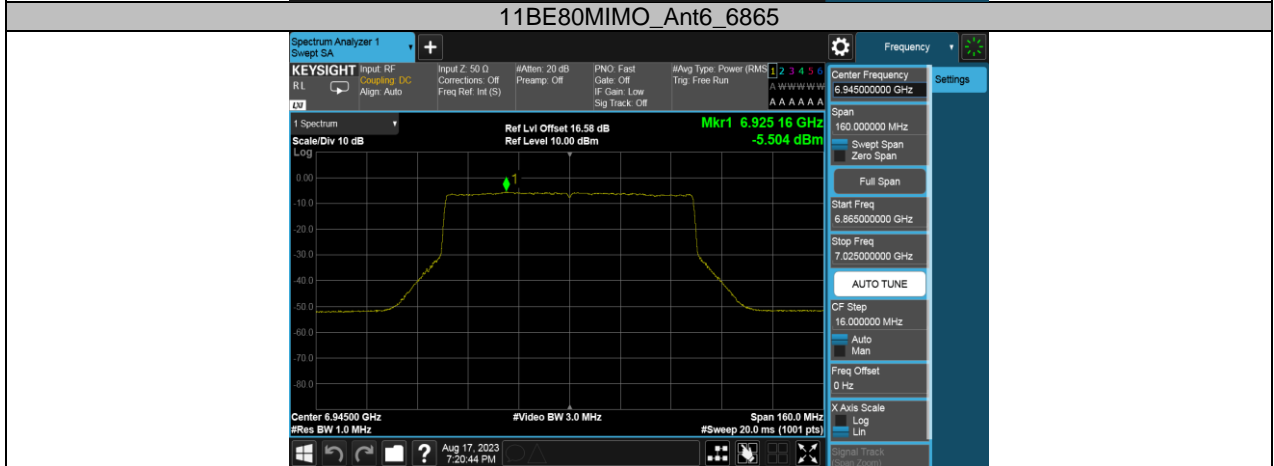 11BE80MIMO_Ant6_6865
Spectrum Analyzer 1
Swept SA
Frequency
KEYSIGHT
RL
LXI
Input: RF
Coupling: DC
Align: Auto
Input Z: 50 Ω
Corrections: Off
Freq Ref: Int (S)
#Atten: 20 dB
Preamp: Off
PNO: Fast
Gate: Off
IF Gain: Low
Sig Track: Off
#Avg Type: Power (RMS
Trig: Free Run
1 2 3 4 5 6
A W W W W W
A A A A A A
Center Frequency
6.945000000 GHz
Settings
Span
160.000000 MHz
Swept Span
Zero Span
Full Span
Start Freq
6.865000000 GHz
Stop Freq
7.025000000 GHz
AUTO TUNE
CF Step
16.000000 MHz
Auto
Man
Freq Offset
0 Hz
X Axis Scale
Log
Lin
Signal Track
(Span Zoom)
1 Spectrum
Scale/Div 10 dB
Log
Ref Lvl Offset 16.58 dB
Ref Level 10.00 dBm
Mkr1 6.925 16 GHz
-5.504 dBm
1
0.00
-10.0
-20.0
-30.0
-40.0
-50.0
-60.0
-70.0
-80.0
Center 6.94500 GHz
#Res BW 1.0 MHz
#Video BW 3.0 MHz
Span 160.0 MHz
#Sweep 20.0 ms (1001 pts)
?
Aug 17, 2023
7:20:44 PM